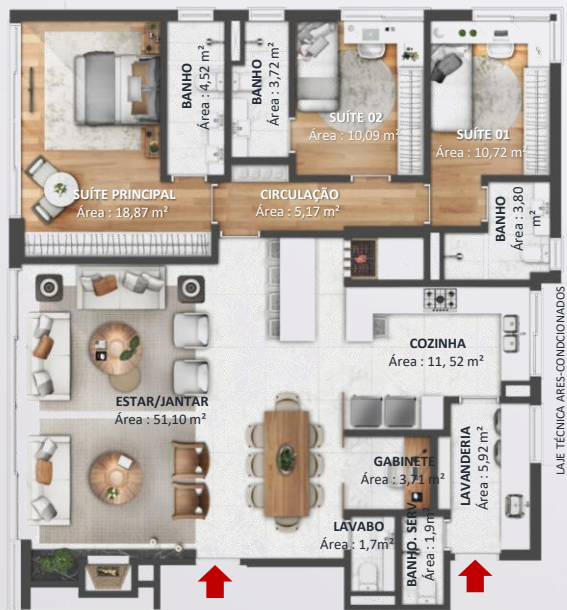 BANHO
Área : 4,52 m²
BANHO
Área : 3,72 m²
SUÍTE 02
Área : 10,09 m²
SUÍTE 01
Área : 10,72 m²
SUÍTE PRINCIPAL
Área : 18,87 m²
CIRCULAÇÃO
Área : 5,17 m²
BANHO
Área : 3,80
m²
COZINHA
Área : 11, 52 m²
ESTAR/JANTAR
Área : 51,10 m²
LAJE TÉCNICA ARES-CONDCIONADOS
GABINETE
Área : 3,71 m²
LAVANDERIA
Área : 5,92 m²
LAVABO
Área : 1,7m²
BANHO. SERV
Área : 1,9m²